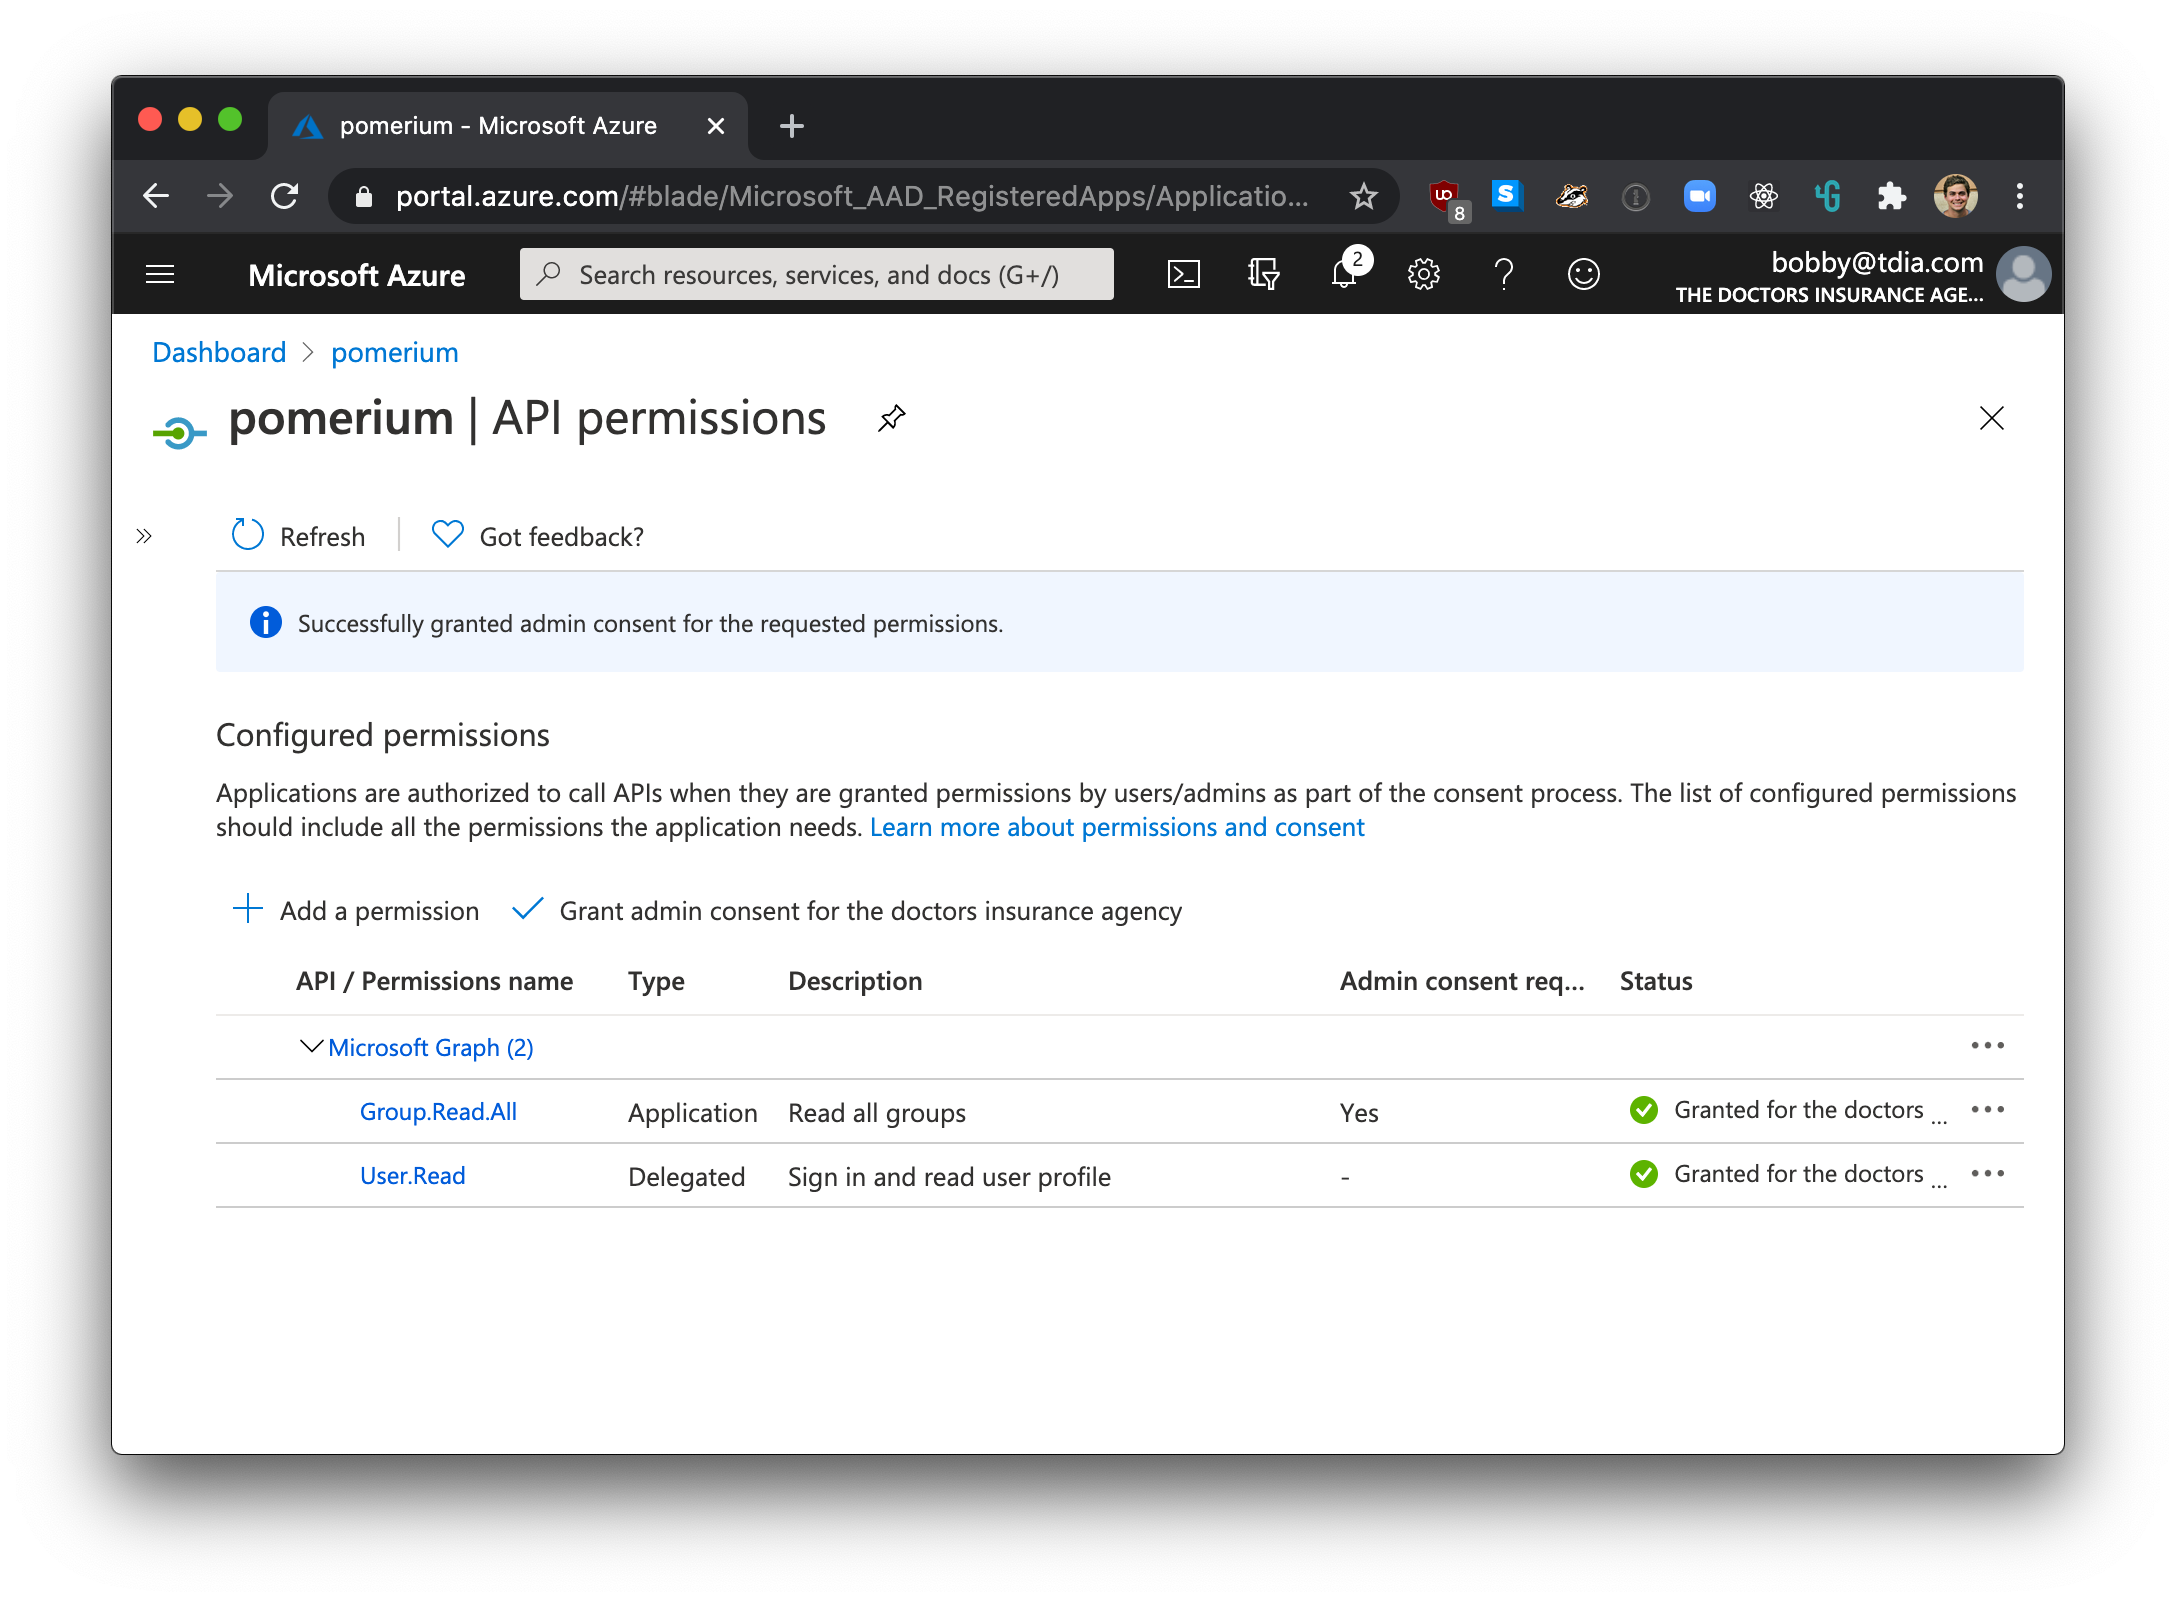 pomerium - Microsoft Azure
portal.azure.com/#blade/Microsoft_AAD_RegisteredApps/Applicatio...
8
Microsoft Azure
Search resources, services, and docs (G+/)
2
bobby@tdia.com
THE DOCTORS INSURANCE AGE...
Dashboard > pomerium
pomerium | API permissions
Refresh
Got feedback?
Successfully granted admin consent for the requested permissions.
Configured permissions
Applications are authorized to call APIs when they are granted permissions by users/admins as part of the consent process. The list of configured permissions
should include all the permissions the application needs. Learn more about permissions and consent
Add a permission
Grant admin consent for the doctors insurance agency
API / Permissions name Type Description Admin consent req... Status
Microsoft Graph (2)
Group.Read.All Application Read all groups Yes Granted for the doctors ...
User.Read Delegated Sign in and read user profile - Granted for the doctors ...